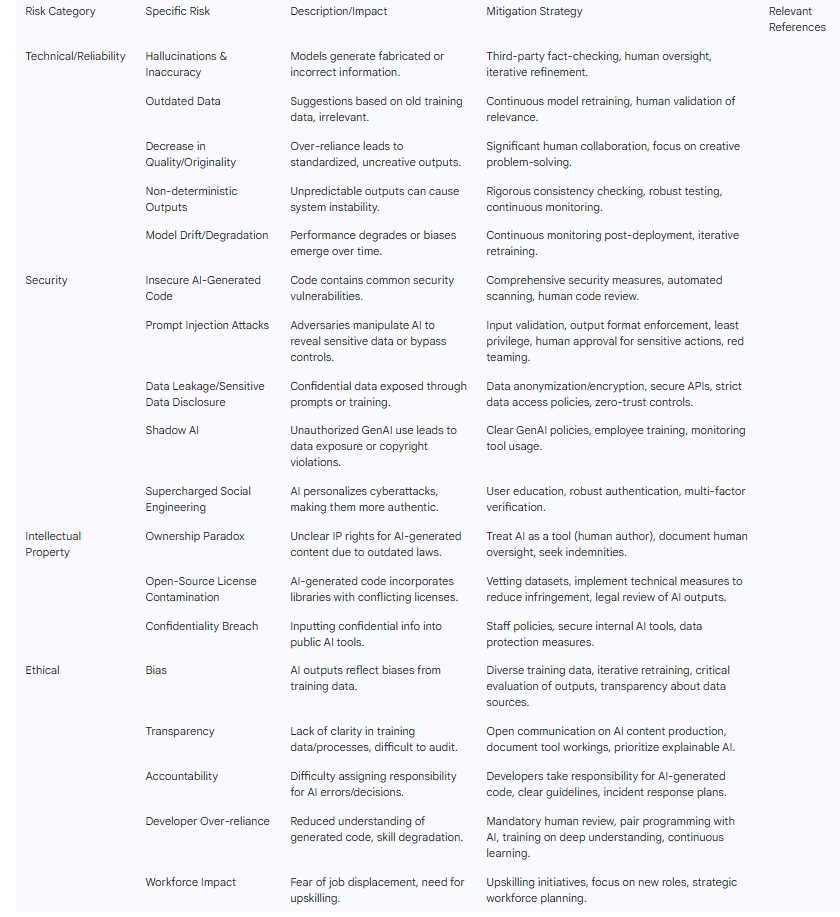 Risk Category Specific Risk Description/Impact Mitigation Strategy Relevant
References
Technical/Reliability Hallucinations & Models generate fabricated or Third-party fact-checking, human oversight,
Inaccuracy incorrect information. iterative refinement.
Outdated Data Suggestions based on old training Continuous model retraining, human validation of
data, irrelevant. relevance.
Decrease in Over-reliance leads to Significant human collaboration, focus on creative
Quality/Originality standardized, uncreative outputs. problem-solving.
Non-deterministic Unpredictable outputs can cause Rigorous consistency checking, robust testing,
Outputs system instability. continuous monitoring.
Model Drift/Degradation Performance degrades or biases Continuous monitoring post-deployment, iterative
emerge over time. retraining.
Security Insecure AI-Generated Code contains common security Comprehensive security measures, automated
Code vulnerabilities. scanning, human code review.
Prompt Injection Attacks Adversaries manipulate AI to Input validation, output format enforcement, least
reveal sensitive data or bypass privilege, human approval for sensitive actions, red
controls. teaming.
Data Leakage/Sensitive Confidential data exposed through Data anonymization/encryption, secure APIs, strict
Data Disclosure prompts or training. data access policies, zero-trust controls.
Shadow AI Unauthorized GenAI use leads to Clear GenAI policies, employee training, monitoring
data exposure or copyright tool usage.
violations.
Supercharged Social AI personalizes cyberattacks, User education, robust authentication, multi-factor
Engineering making them more authentic. verification.
Intellectual Ownership Paradox Unclear IP rights for AI-generated Treat AI as a tool (human author), document human
Property content due to outdated laws. oversight, seek indemnities.
Open-Source License AI-generated code incorporates Vetting datasets, implement technical measures to
Contamination libraries with conflicting licenses. reduce infringement, legal review of AI outputs.
Confidentiality Breach Inputting confidential info into Staff policies, secure internal AI tools, data
public AI tools. protection measures.
Ethical Bias AI outputs reflect biases from Diverse training data, iterative retraining, critical
training data. evaluation of outputs, transparency about data
sources.
Transparency Lack of clarity in training Open communication on AI content production,
data/processes, difficult to audit. document tool workings, prioritize explainable AI.
Accountability Difficulty assigning responsibility Developers take responsibility for AI-generated
for AI errors/decisions. code, clear guidelines, incident response plans.
Developer Over-reliance Reduced understanding of Mandatory human review, pair programming with
generated code, skill degradation. AI, training on deep understanding, continuous
learning.
Workforce Impact Fear of job displacement, need for Upskilling initiatives, focus on new roles, strategic
upskilling. workforce planning.